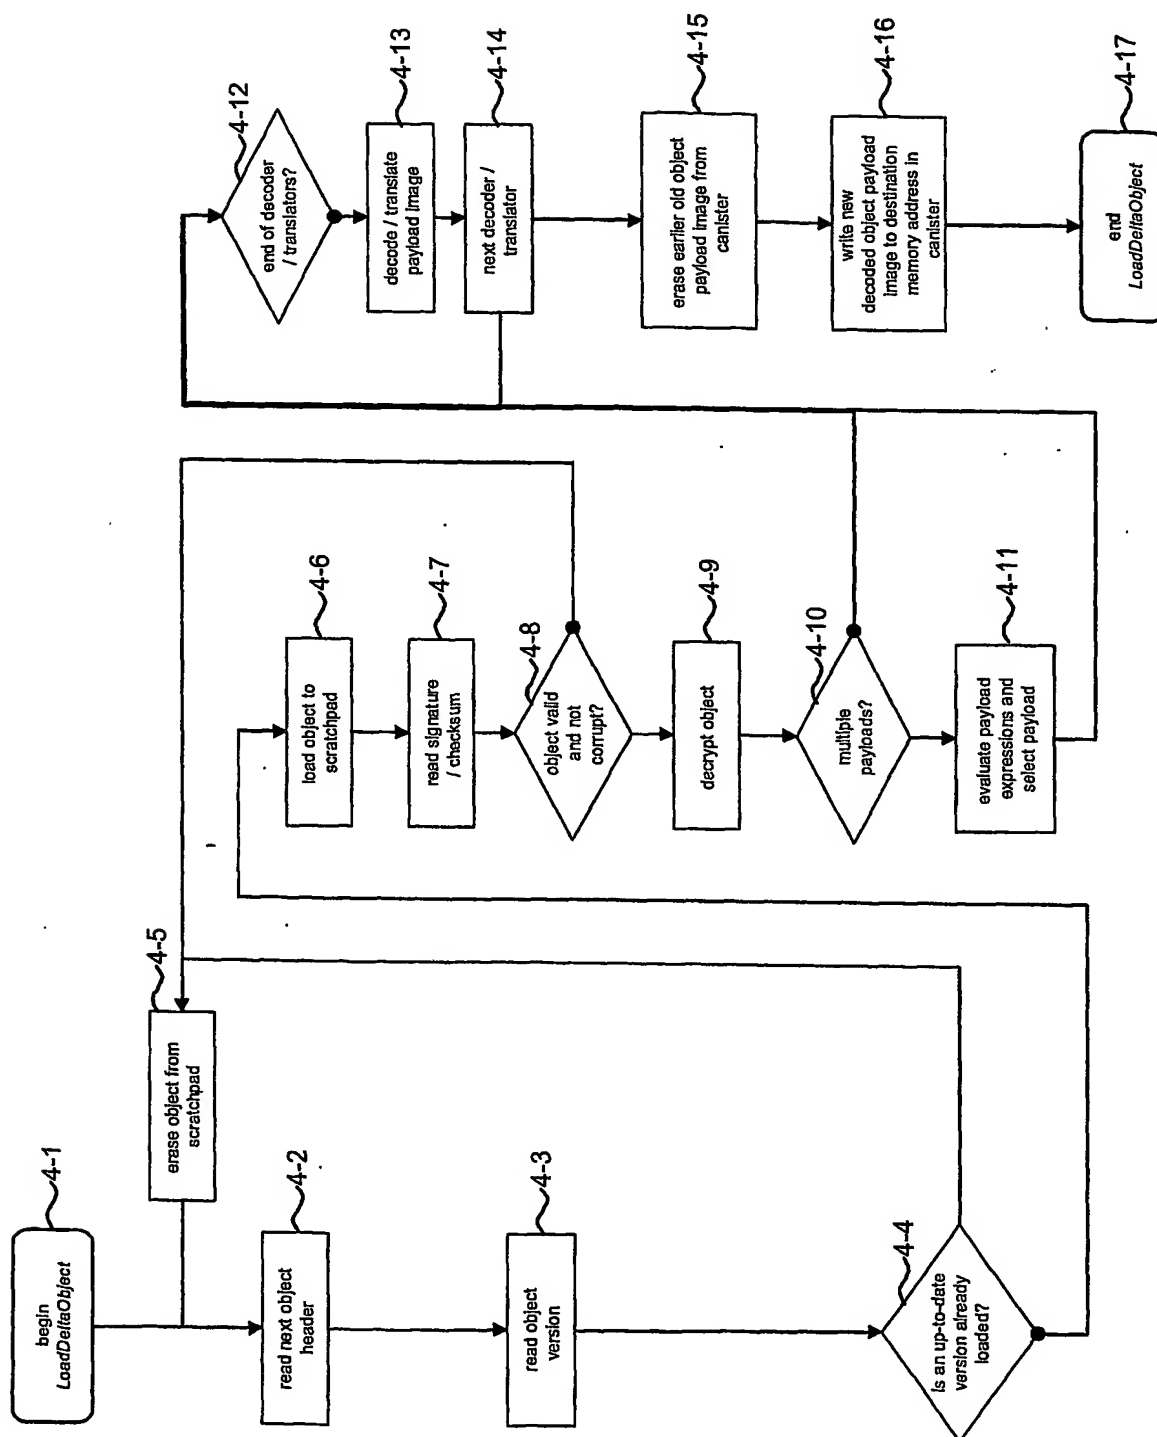 4-1
begin
LoadDeltaObject
4-2
read next object
header
4-3
read object
version
4-4
Is an up-to-date
version already
loaded?
4-5
erase object from
scratchpad
4-6
load object to
scratchpad
4-7
read signature
/ checksum
4-8
object valid
and not
corrupt?
4-9
decrypt object
4-10
multiple
payloads?
4-11
evaluate payload
expressions and
select payload
4-12
end of decoder
/ translators?
4-13
decode / translate
payload image
4-14
next decoder /
translator
4-15
erase earlier old object
payload image from
canister
4-16
write new
decoded object payload
image to destination
memory address in
canister
4-17
end
LoadDeltaObject